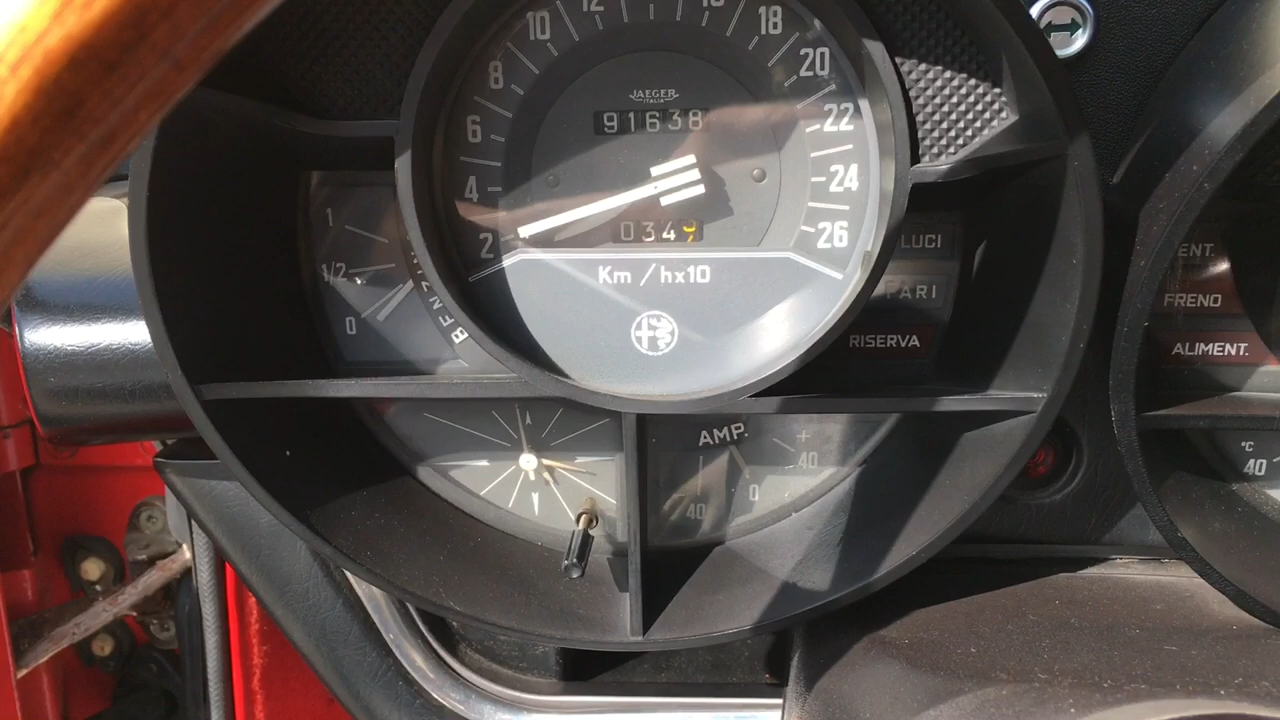 10
12
16
18
8
20
JAEGER
ITALIA
91638
6
22
4
24
0349
2
26
Km / hx10
1
1/2
0
BENZINA
LUCI
FARI
RISERVA
FRENO
ALIMENT.
AMP.
+
40
0
40
°C
40